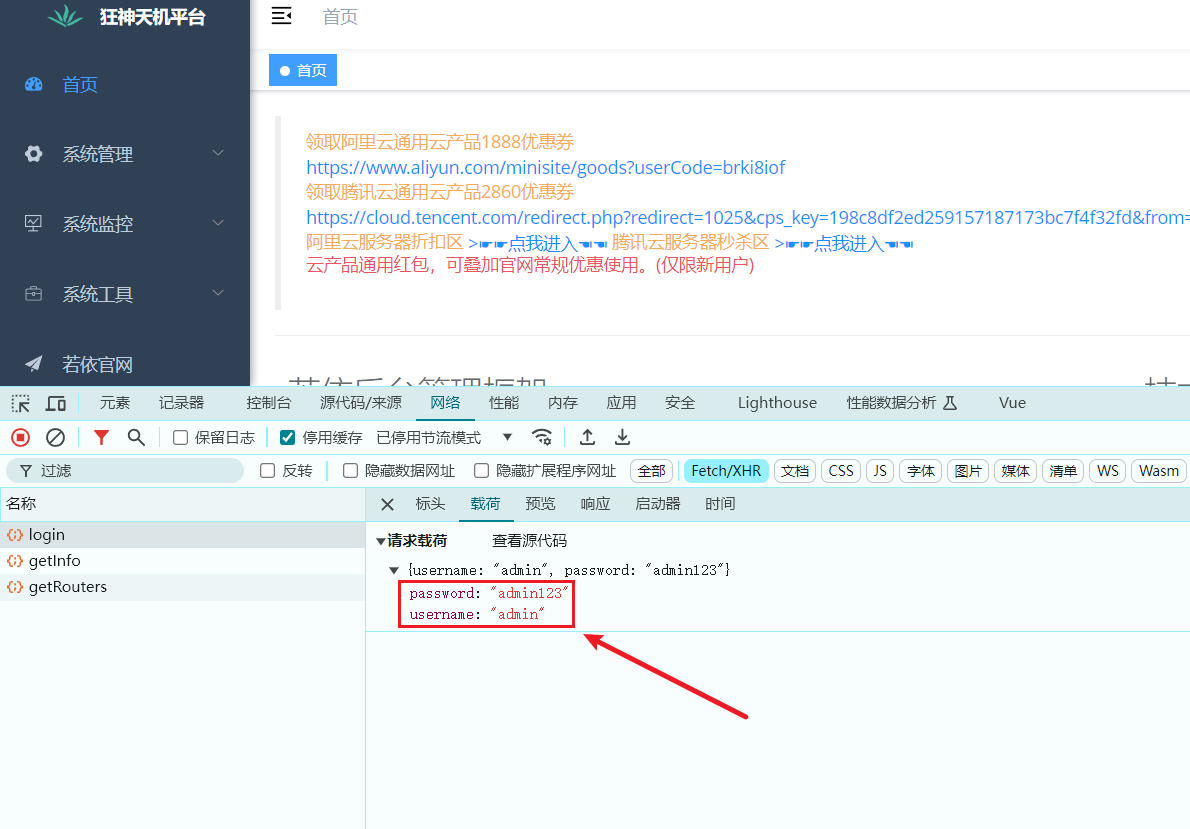 狂神天机平台
首页
首页
首页
系统管理
系统监控
系统工具
若依官网
领取阿里云通用云产品1888优惠券
https://www.aliyun.com/minisite/goods?userCode=brki8iof
领取腾讯云通用云产品2860优惠券
https://cloud.tencent.com/redirect.php?redirect=1025&cps_key=198c8df2ed259157187173bc7f4f32fd&from=
阿里云服务器折扣区 >☛☛点我进入☚☚ 腾讯云服务器秒杀区 >☛☛点我进入☚☚
云产品通用红包，可叠加官网常规优惠使用。(仅限新用户)
若依后台管理框架
元素 记录器 控制台 源代码/来源 网络 性能 内存 应用 安全 Lighthouse 性能数据分析 Vue
保留日志 停用缓存 已停用节流模式
过滤 反转 隐藏数据网址 隐藏扩展程序网址 全部 Fetch/XHR 文档 CSS JS 字体 图片 媒体 清单 WS Wasm
名称
login
getInfo
getRouters
标头 载荷 预览 响应 启动器 时间
请求载荷 查看源代码
{username: "admin", password: "admin123"}
password: "admin123"
username: "admin"